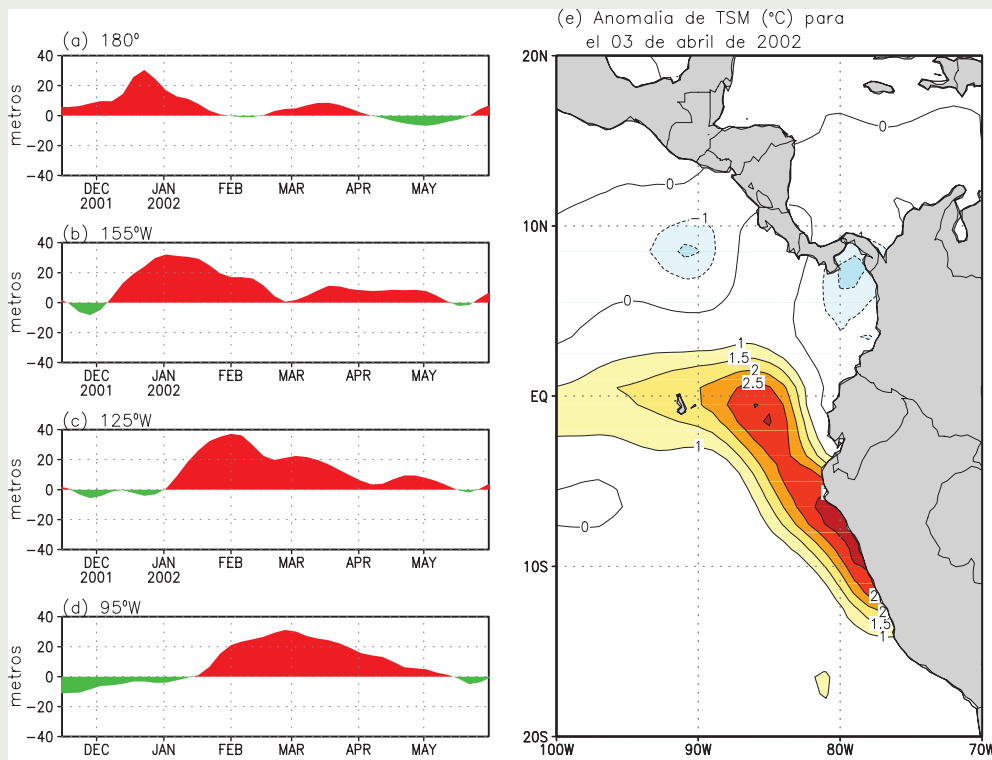 (a) 180°
40
20
0
−20
−40
metros
DEC JAN FEB MAR APR MAY
2001 2002
(b) 155°W
40
20
0
−20
−40
metros
DEC JAN FEB MAR APR MAY
2001 2002
(c) 125°W
40
20
0
−20
−40
metros
DEC JAN FEB MAR APR MAY
2001 2002
(d) 95°W
40
20
0
−20
−40
metros
DEC JAN FEB MAR APR MAY
(e) Anomalia de TSM (°C) para
el 03 de abril de 2002
20N
10N
EQ
10S
20S
100W 90W 80W 70W
0
0
−1
0
1
1.5
2
2.5
1
0
2
2
1.5
1